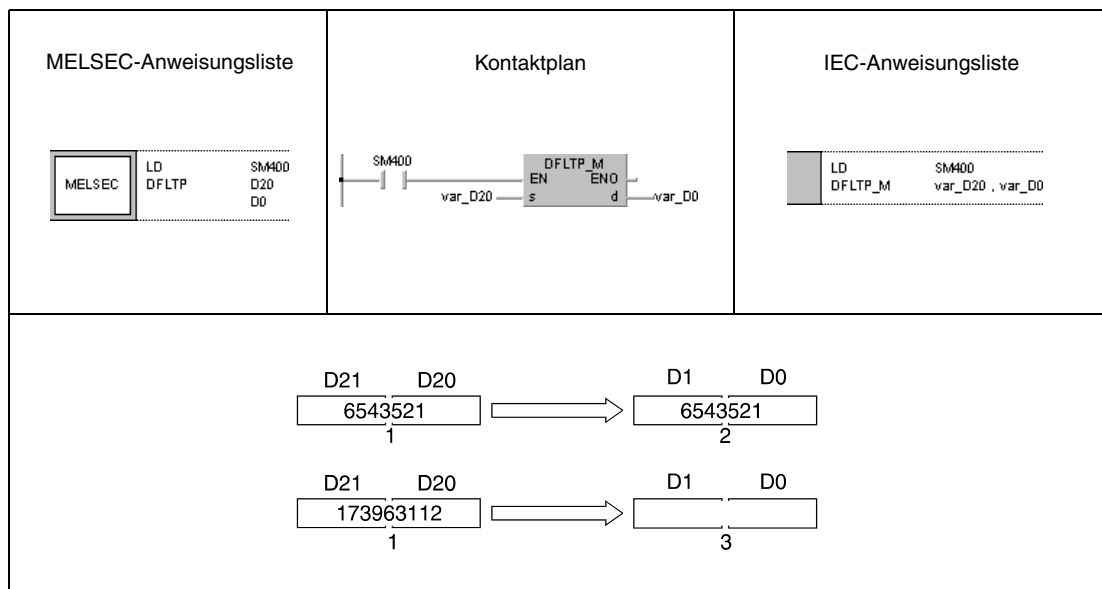 MELSEC-Anweisungsliste
Kontaktplan
IEC-Anweisungsliste
MELSEC
LD SM400
DFLTP D20
D0
SM400
DFLTP_M
EN ENO
var_D20 s d var_D0
LD SM400
DFLTP_M var_D20 , var_D0
D21 D20 D1 D0
6543521 6543521
1 2
D21 D20 D1 D0
173963112
1 3